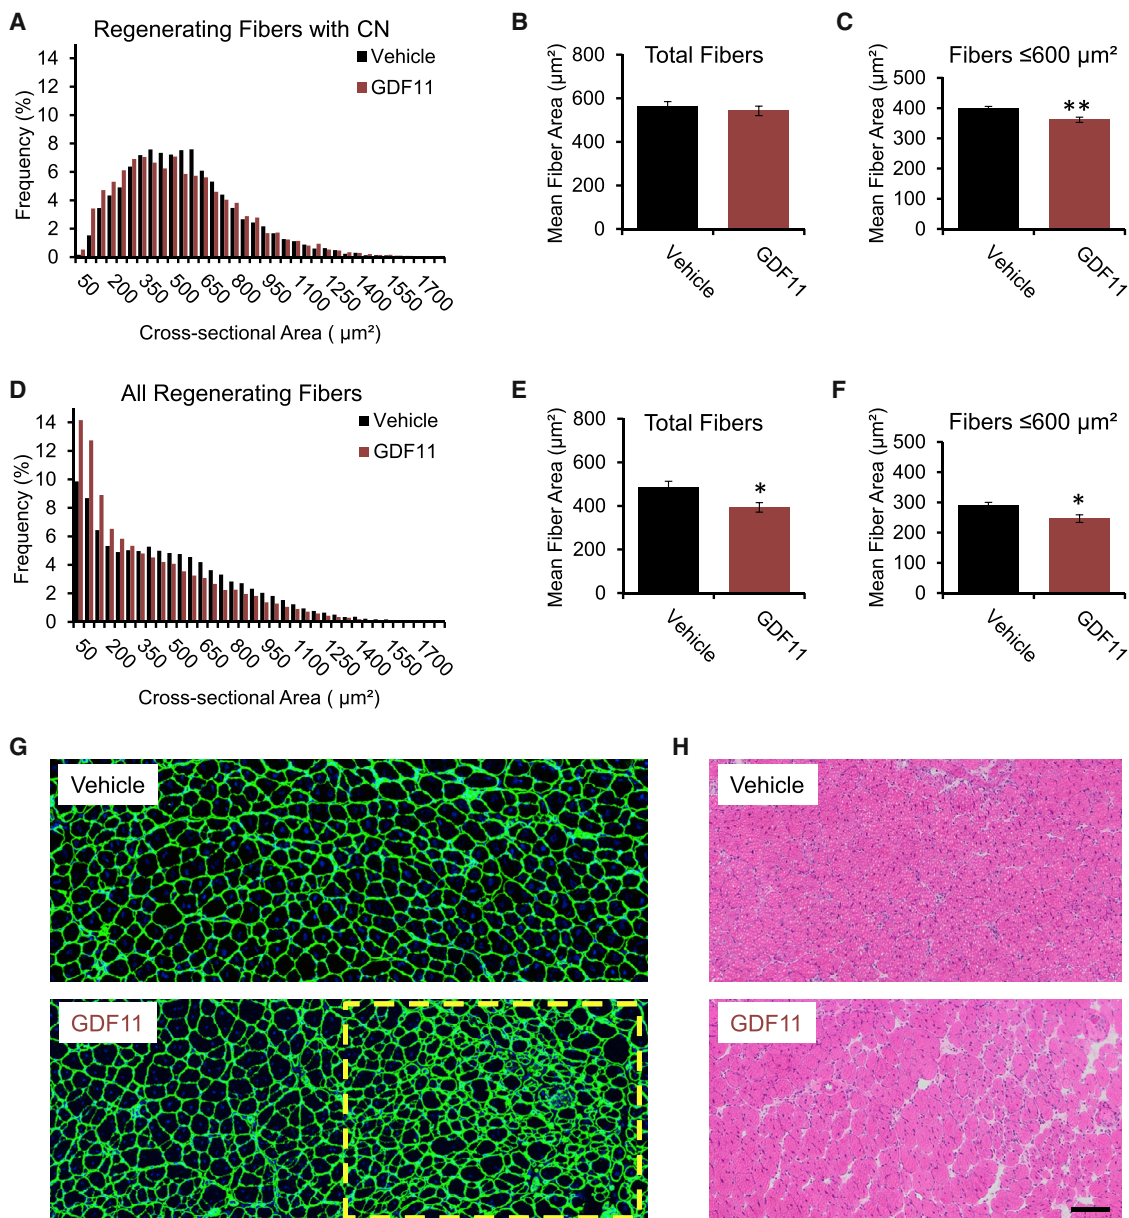 A
Regenerating Fibers with CN
Vehicle
GDF11
Frequency (%)
14
12
10
8
6
4
2
0
50 200 350 500 650 800 950 1100 1250 1400 1550 1700
Cross-sectional Area ( µm²)
B
Total Fibers
Mean Fiber Area (µm²)
800
600
400
200
0
Vehicle GDF11
C
Fibers ≤600 µm²
Mean Fiber Area (µm²)
500
400
300
200
100
0
**
Vehicle GDF11
D
All Regenerating Fibers
Vehicle
GDF11
Frequency (%)
14
12
10
8
6
4
2
0
50 200 350 500 650 800 950 1100 1250 1400 1550 1700
Cross-sectional Area ( µm²)
E
Total Fibers
Mean Fiber Area (µm²)
800
600
400
200
0
*
Vehicle GDF11
F
Fibers ≤600 µm²
Mean Fiber Area (µm²)
500
400
300
200
100
0
*
Vehicle GDF11
G
Vehicle
GDF11
H
Vehicle
GDF11